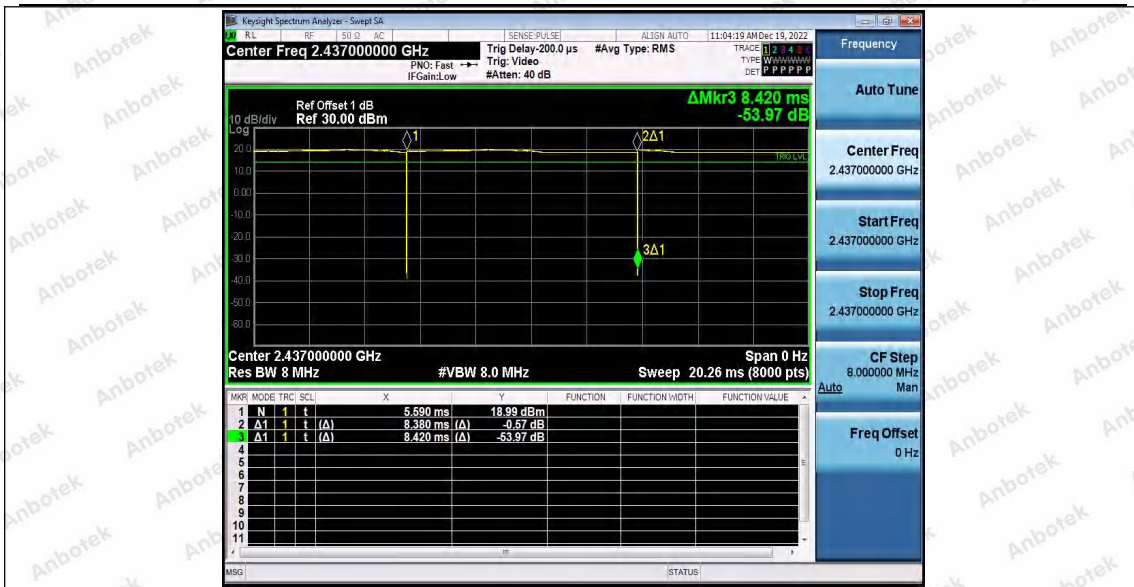 Keysight Spectrum Analyzer - Swept SA
RL RF 50 Ω AC SENSE:PULSE ALIGN AUTO 11:04:19 AM Dec 19, 2022
Center Freq 2.437000000 GHz
PNO: Fast
IFGain:Low
Trig Delay-200.0 µs
Trig: Video
#Atten: 40 dB
#Avg Type: RMS
TRACE 1 2 3 4 5 6
TYPE WWWWWW
DET P P P P P P
ΔMkr3 8.420 ms
-53.97 dB
Ref Offset 1 dB
10 dB/div Ref 30.00 dBm
Log
1
2Δ1
20.0
TRIG LVL
10.0
0.00
-10.0
-20.0
3Δ1
-30.0
-40.0
-50.0
-60.0
Center 2.437000000 GHz Span 0 Hz
Res BW 8 MHz #VBW 8.0 MHz Sweep 20.26 ms (8000 pts)
MKR MODE TRC SCL X Y FUNCTION FUNCTION WIDTH FUNCTION VALUE
1 N 1 t 5.590 ms 18.99 dBm
2 Δ1 1 t (Δ) 8.380 ms (Δ) -0.57 dB
3 Δ1 1 t (Δ) 8.420 ms (Δ) -53.97 dB
4
5
6
7
8
9
10
11
MSG STATUS
Frequency
Auto Tune
Center Freq
2.437000000 GHz
Start Freq
2.437000000 GHz
Stop Freq
2.437000000 GHz
CF Step
8.000000 MHz
Auto Man
Freq Offset
0 Hz
Anbotek